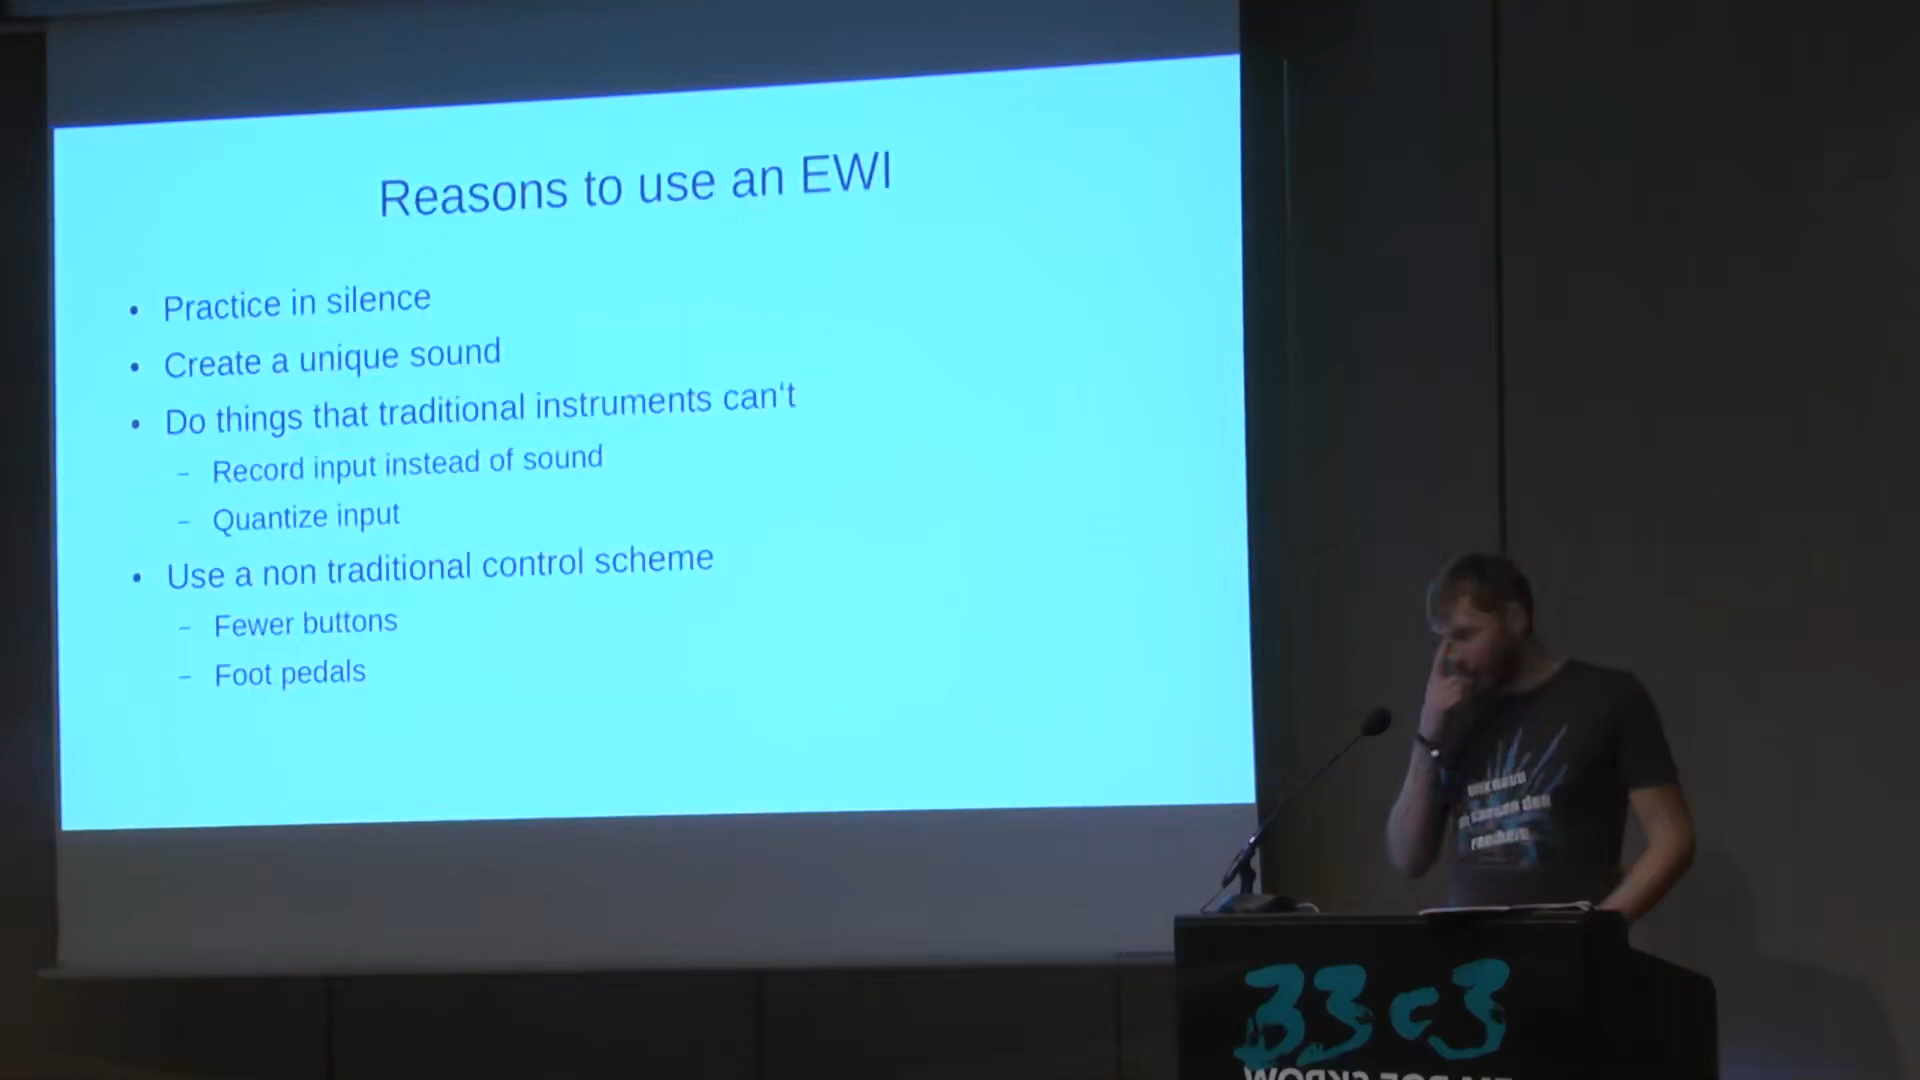 Reasons to use an EWI
• Practice in silence
• Create a unique sound
• Do things that traditional instruments can't
– Record input instead of sound
– Quantize input
• Use a non traditional control scheme
– Fewer buttons
– Foot pedals
33c3